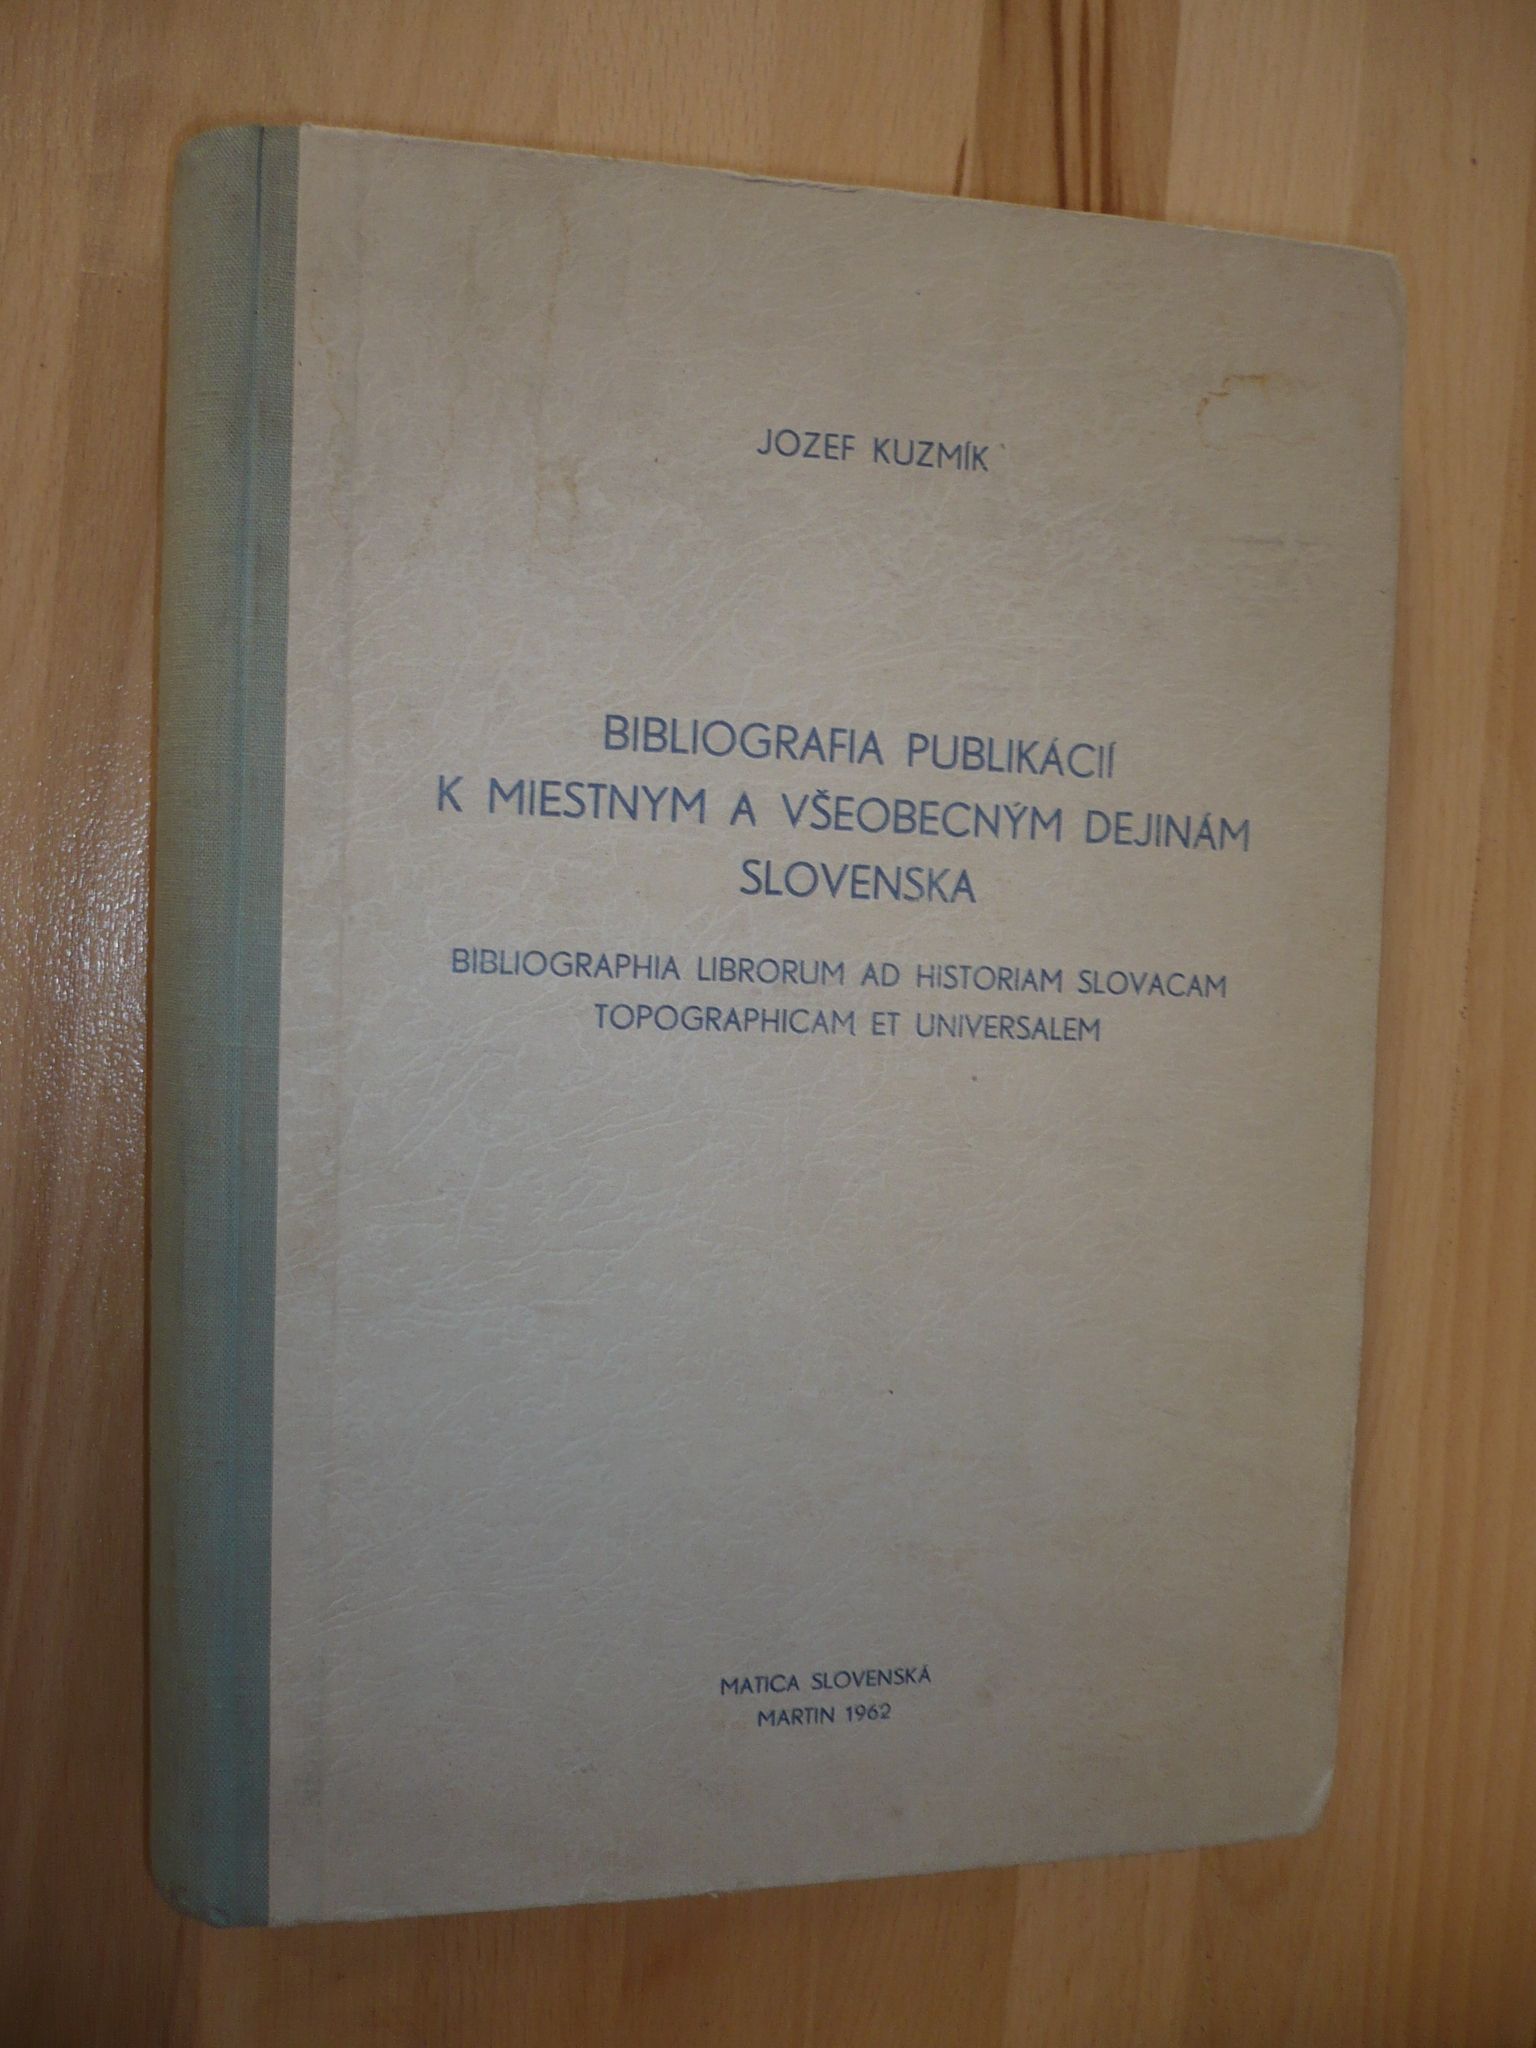 JOZEF KUZMÍK
BIBLIOGRAFIA PUBLIKÁCIÍ
K MIESTNYM A VŠEOBECNÝM DEJINÁM
SLOVENSKA
BIBLIOGRAPHIA LIBRORUM AD HISTORIAM SLOVACAM
TOPOGRAPHICAM ET UNIVERSALEM
MATICA SLOVENSKÁ
MARTIN 1962